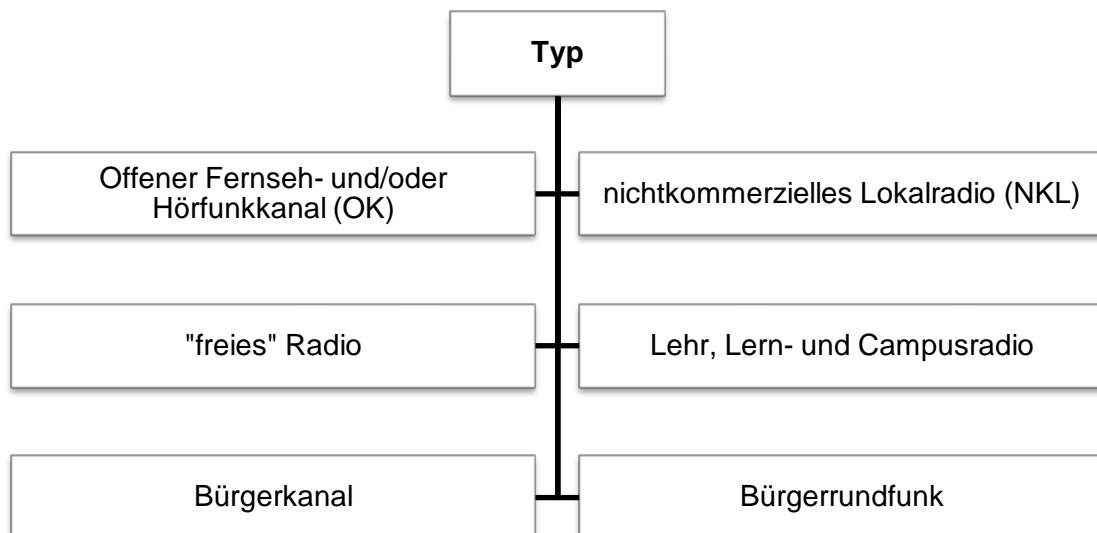 Typ
Offener Fernseh- und/oder
Hörfunkkanal (OK)
nichtkommerzielles Lokalradio (NKL)
"freies" Radio
Lehr, Lern- und Campusradio
Bürgerkanal
Bürgerrundfunk